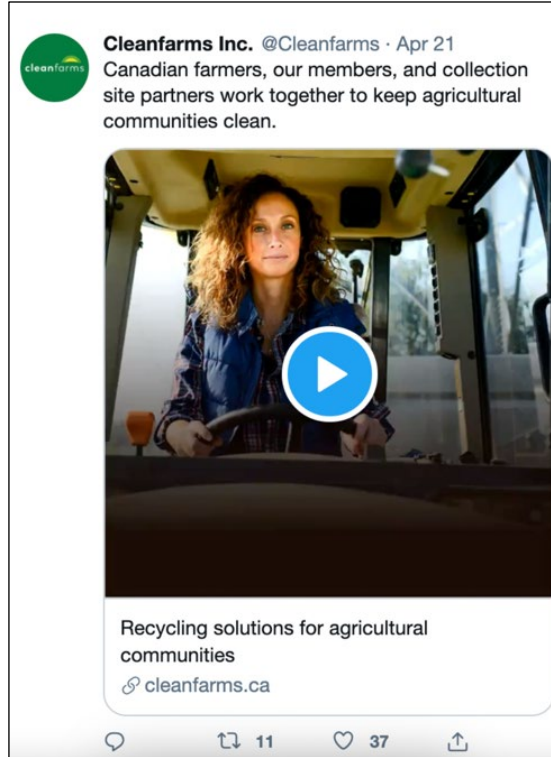 cleanfarms
Cleanfarms Inc. @Cleanfarms · Apr 21
Canadian farmers, our members, and collection
site partners work together to keep agricultural
communities clean.
Recycling solutions for agricultural
communities
cleanfarms.ca
11 37